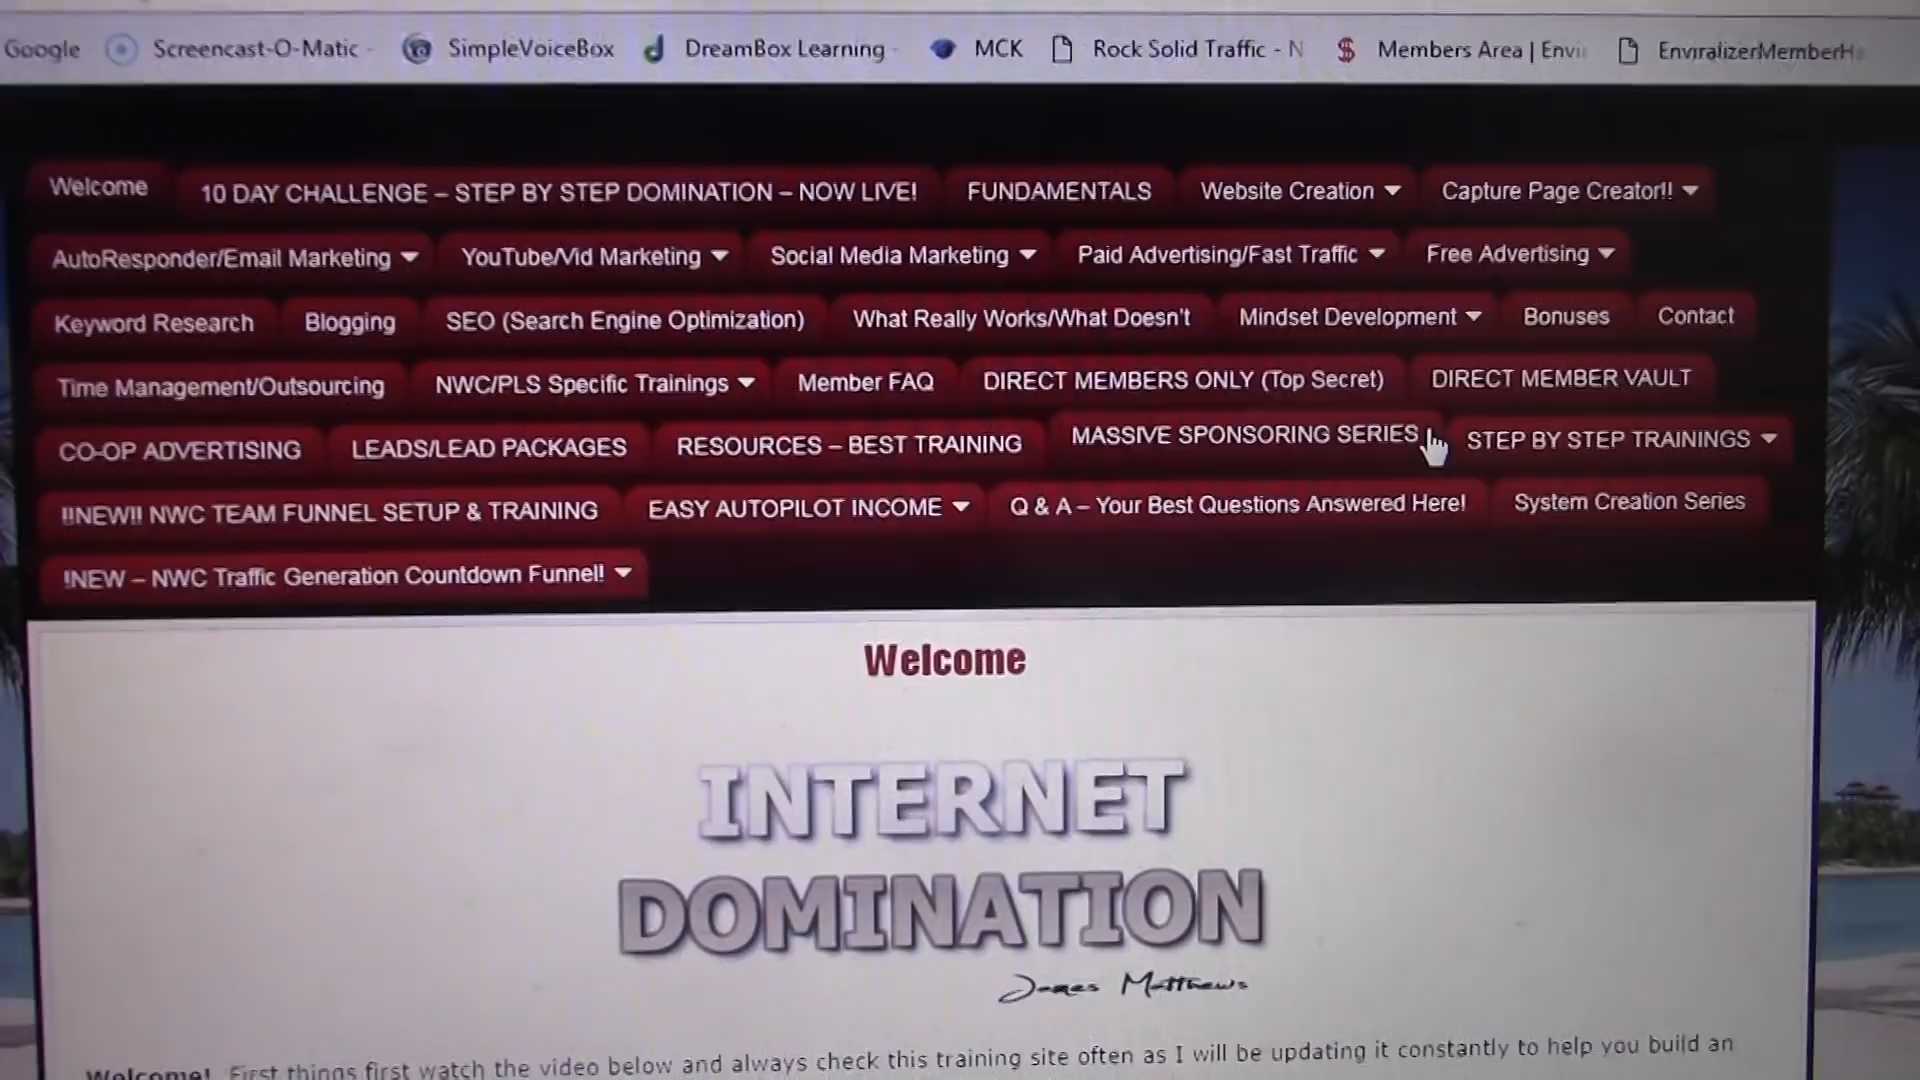 Google Screencast-O-Matic SimpleVoiceBox DreamBox Learning MCK Rock Solid Traffic - N Members Area | Envi EnviralizerMemberH
Welcome 10 DAY CHALLENGE – STEP BY STEP DOMINATION – NOW LIVE! FUNDAMENTALS Website Creation Capture Page Creator!!
AutoResponder/Email Marketing YouTube/Vid Marketing Social Media Marketing Paid Advertising/Fast Traffic Free Advertising
Keyword Research Blogging SEO (Search Engine Optimization) What Really Works/What Doesn't Mindset Development Bonuses Contact
Time Management/Outsourcing NWC/PLS Specific Trainings Member FAQ DIRECT MEMBERS ONLY (Top Secret) DIRECT MEMBER VAULT
CO-OP ADVERTISING LEADS/LEAD PACKAGES RESOURCES – BEST TRAINING MASSIVE SPONSORING SERIES STEP BY STEP TRAININGS
!!NEW!! NWC TEAM FUNNEL SETUP & TRAINING EASY AUTOPILOT INCOME Q & A – Your Best Questions Answered Here! System Creation Series
!NEW – NWC Traffic Generation Countdown Funnel!
Welcome
INTERNET
DOMINATION
James Matthews
Welcome! First things first watch the video below and always check this training site often as I will be updating it constantly to help you build an